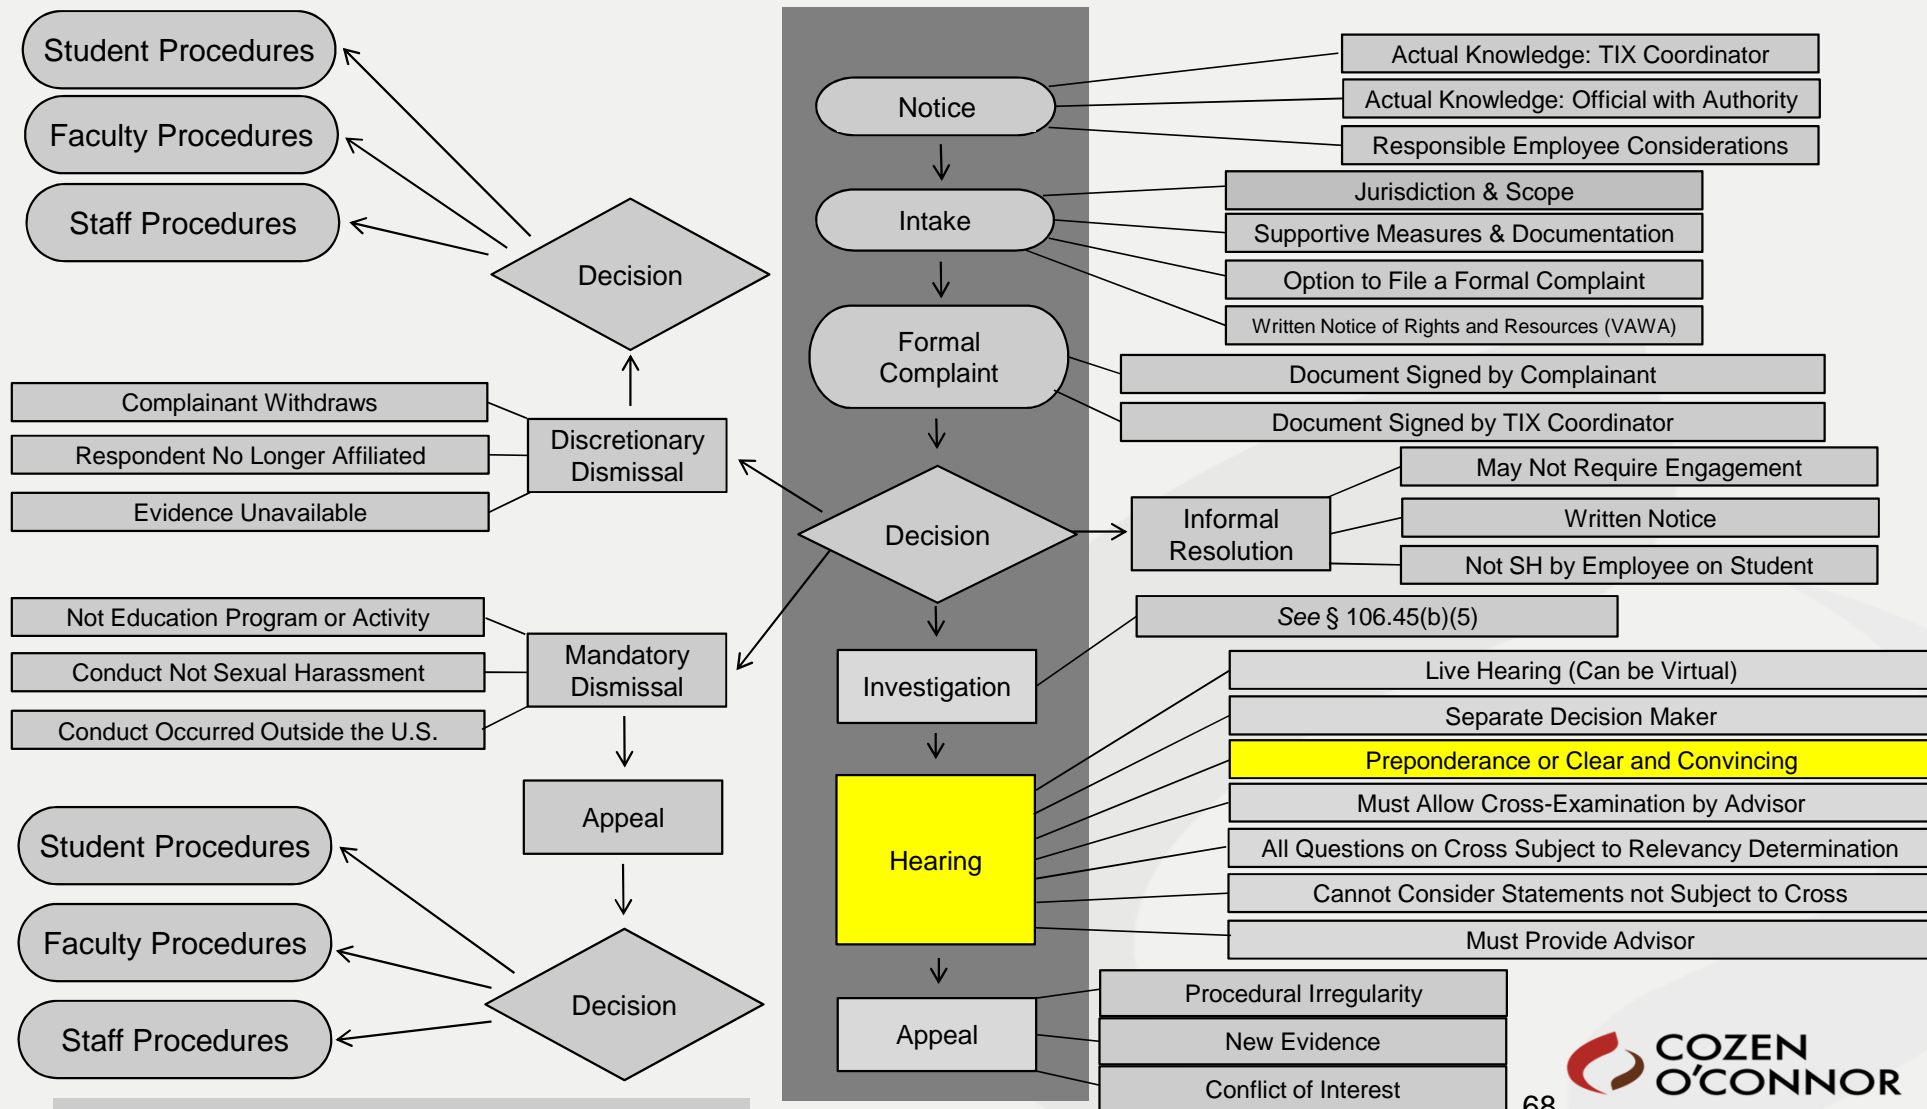 Student Procedures
Faculty Procedures
Staff Procedures
Decision
Complainant Withdraws
Respondent No Longer Affiliated
Evidence Unavailable
Discretionary
Dismissal
Not Education Program or Activity
Conduct Not Sexual Harassment
Conduct Occurred Outside the U.S.
Mandatory
Dismissal
Appeal
Student Procedures
Faculty Procedures
Staff Procedures
Decision
Notice
Actual Knowledge: TIX Coordinator
Actual Knowledge: Official with Authority
Responsible Employee Considerations
Intake
Jurisdiction & Scope
Supportive Measures & Documentation
Option to File a Formal Complaint
Written Notice of Rights and Resources (VAWA)
Formal
Complaint
Document Signed by Complainant
Document Signed by TIX Coordinator
Decision
Informal
Resolution
May Not Require Engagement
Written Notice
Not SH by Employee on Student
Investigation
See § 106.45(b)(5)
Hearing
Live Hearing (Can be Virtual)
Separate Decision Maker
Preponderance or Clear and Convincing
Must Allow Cross-Examination by Advisor
All Questions on Cross Subject to Relevancy Determination
Cannot Consider Statements not Subject to Cross
Must Provide Advisor
Appeal
Procedural Irregularity
New Evidence
Conflict of Interest
COZEN
O'CONNOR
68